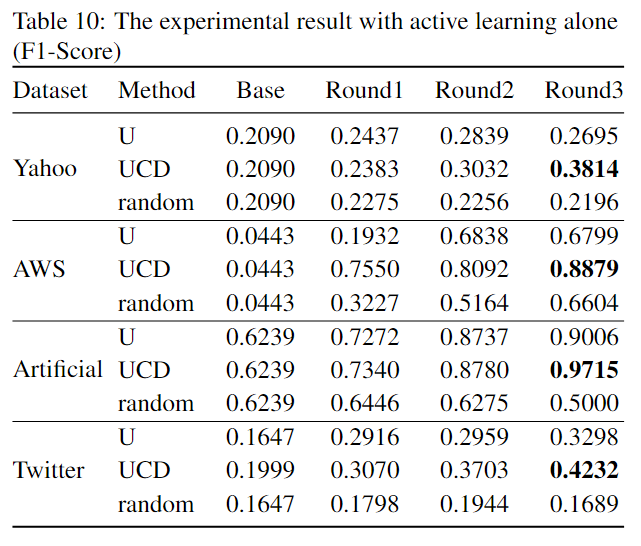 Table 10: The experimental result with active learning alone
(F1-Score)
Dataset Method Base Round1 Round2 Round3
U 0.2090 0.2437 0.2839 0.2695
Yahoo UCD 0.2090 0.2383 0.3032 0.3814
random 0.2090 0.2275 0.2256 0.2196
U 0.0443 0.1932 0.6838 0.6799
AWS UCD 0.0443 0.7550 0.8092 0.8879
random 0.0443 0.3227 0.5164 0.6604
U 0.6239 0.7272 0.8737 0.9006
Artificial UCD 0.6239 0.7340 0.8780 0.9715
random 0.6239 0.6446 0.6275 0.5000
U 0.1647 0.2916 0.2959 0.3298
Twitter UCD 0.1999 0.3070 0.3703 0.4232
random 0.1647 0.1798 0.1944 0.1689